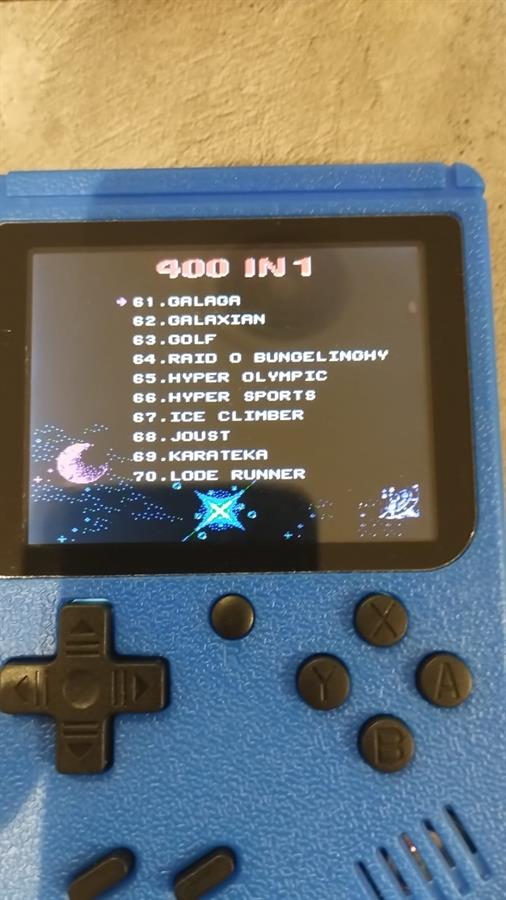 400 IN 1
61.GALAGA
62.GALAXIAN
63.GOLF
64.RAID O BUNGELINGHY
65.HYPER OLYMPIC
66.HYPER SPORTS
67.ICE CLIMBER
68.JOUST
69.KARATEKA
70.LODE RUNNER
X
Y
A
B